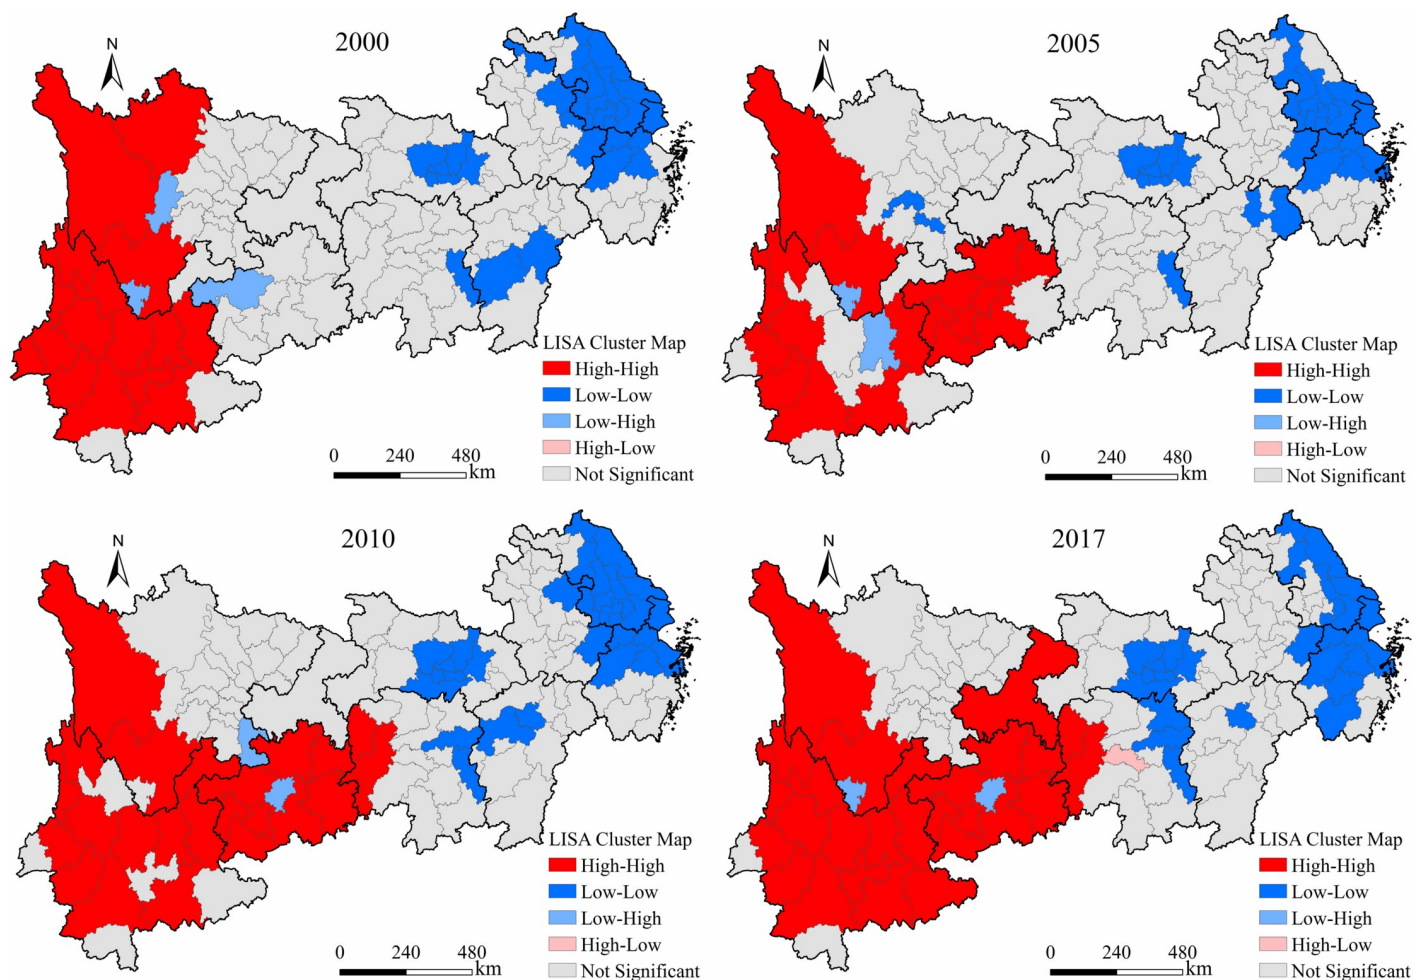 N
2000
LISA Cluster Map
High-High
Low-Low
Low-High
High-Low
Not Significant
0 240 480
km
N
2005
LISA Cluster Map
High-High
Low-Low
Low-High
High-Low
Not Significant
0 240 480
km
N
2010
LISA Cluster Map
High-High
Low-Low
Low-High
High-Low
Not Significant
0 240 480
km
N
2017
LISA Cluster Map
High-High
Low-Low
Low-High
High-Low
Not Significant
0 240 480
km